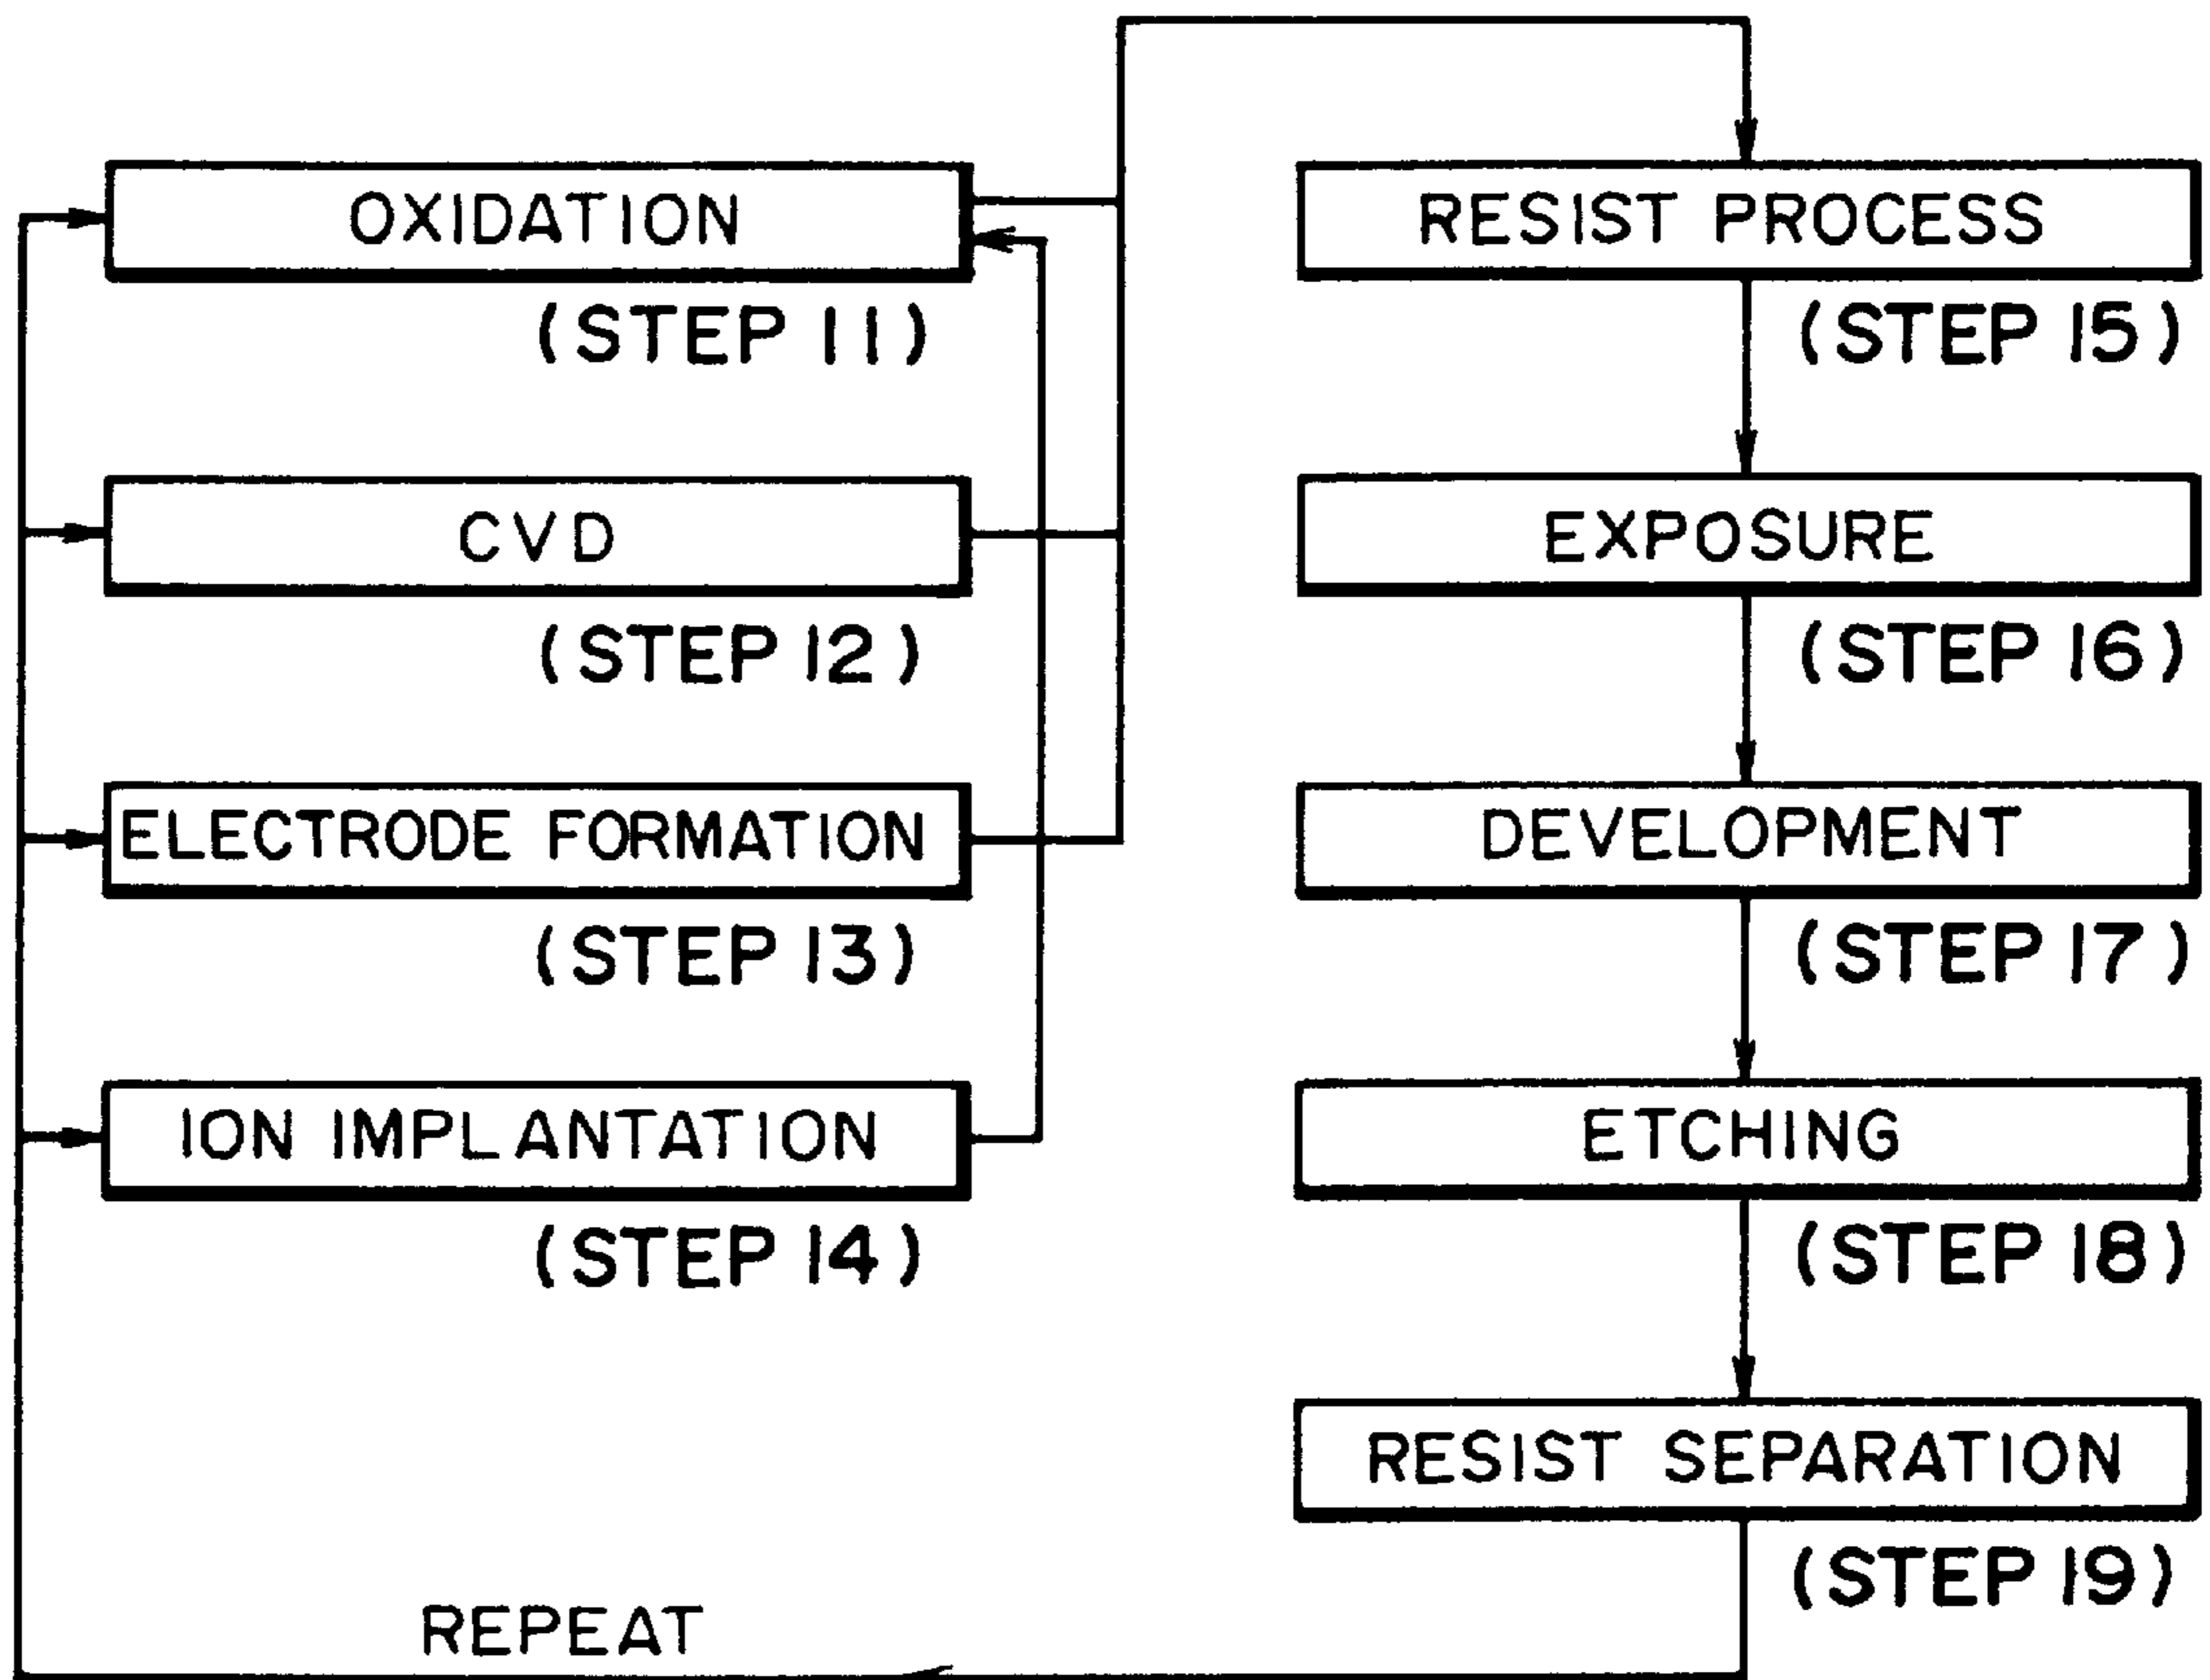 OXIDATION
(STEP 11)
CVD
(STEP 12)
ELECTRODE FORMATION
(STEP 13)
ION IMPLANTATION
(STEP 14)
RESIST PROCESS
(STEP 15)
EXPOSURE
(STEP 16)
DEVELOPMENT
(STEP 17)
ETCHING
(STEP 18)
RESIST SEPARATION
(STEP 19)
REPEAT